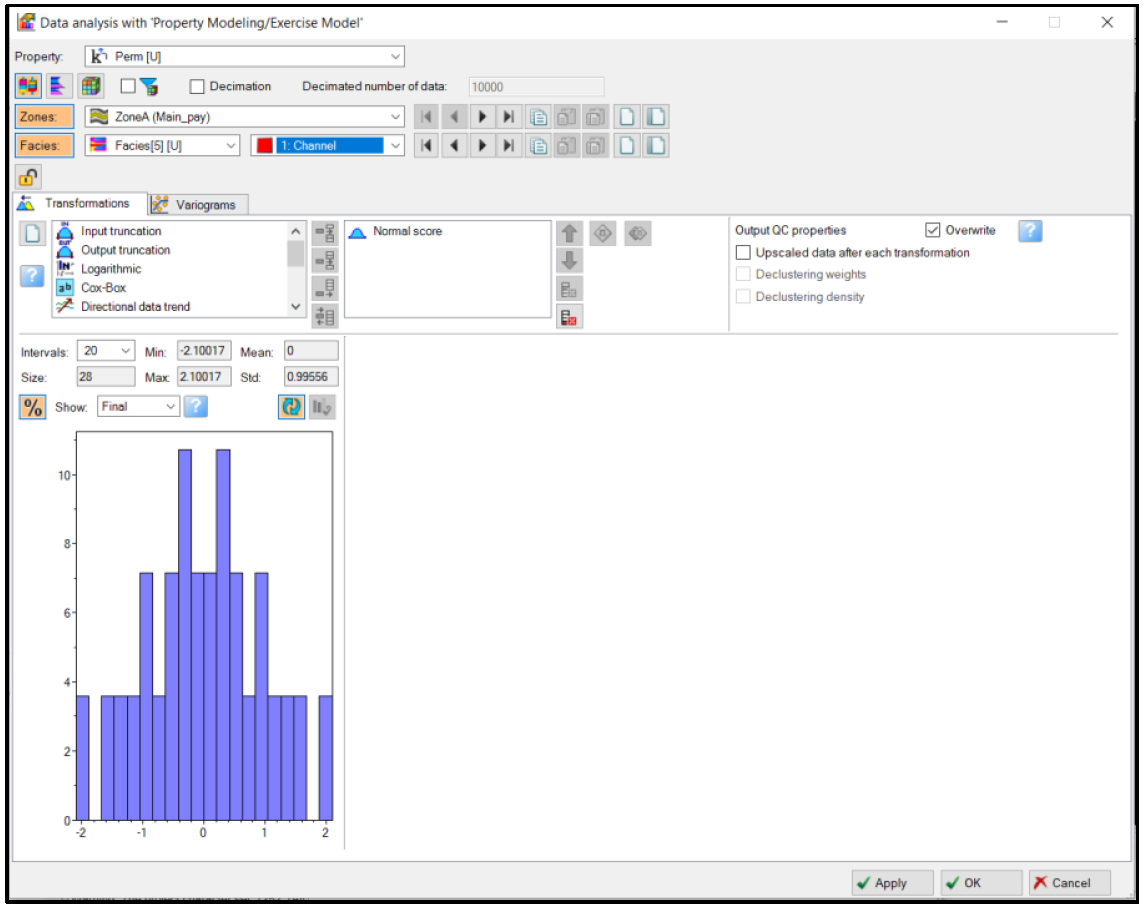 Data analysis with 'Property Modeling/Exercise Model'
Property: Perm [U]
Decimation Decimated number of data: 10000
Zones: ZoneA (Main_pay)
Facies: Facies[5] [U] 1: Channel
Transformations Variograms
Input truncation
Output truncation
Logarithmic
Cox-Box
Directional data trend
Normal score
Output QC properties Overwrite
Upscaled data after each transformation
Declustering weights
Declustering density
Intervals: 20 Min: -2.10017 Mean: 0
Size: 28 Max: 2.10017 Std: 0.99556
% Show: Final
10
8
6
4
2
0
-2 -1 0 1 2
Apply OK Cancel